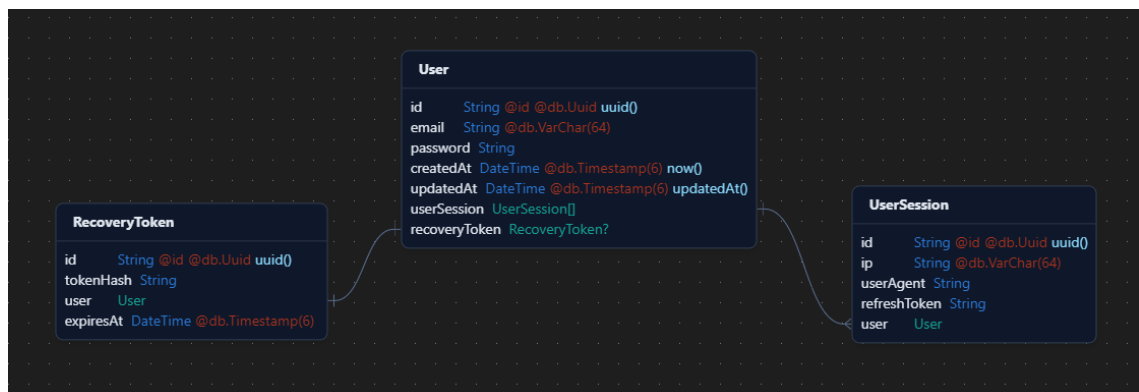 User
id String @id @db.Uuid uuid()
email String @db.VarChar(64)
password String
createdAt DateTime @db.Timestamp(6) now()
updatedAt DateTime @db.Timestamp(6) updatedAt()
userSession UserSession[]
recoveryToken RecoveryToken?
RecoveryToken
id String @id @db.Uuid uuid()
tokenHash String
user User
expiresAt DateTime @db.Timestamp(6)
UserSession
id String @id @db.Uuid uuid()
ip String @db.VarChar(64)
userAgent String
refreshToken String
user User